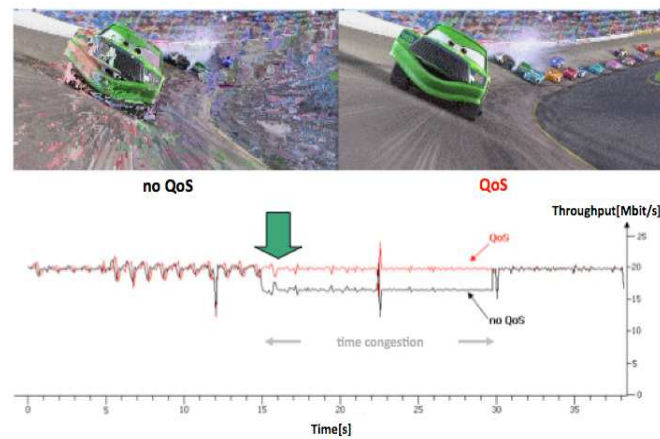 no QoS
QoS
Throughput[Mbit/s]
25
QoS
20
15
no QoS
time congestion
10
5
0
0 5 10 15 20 25 30 35
Time[s]